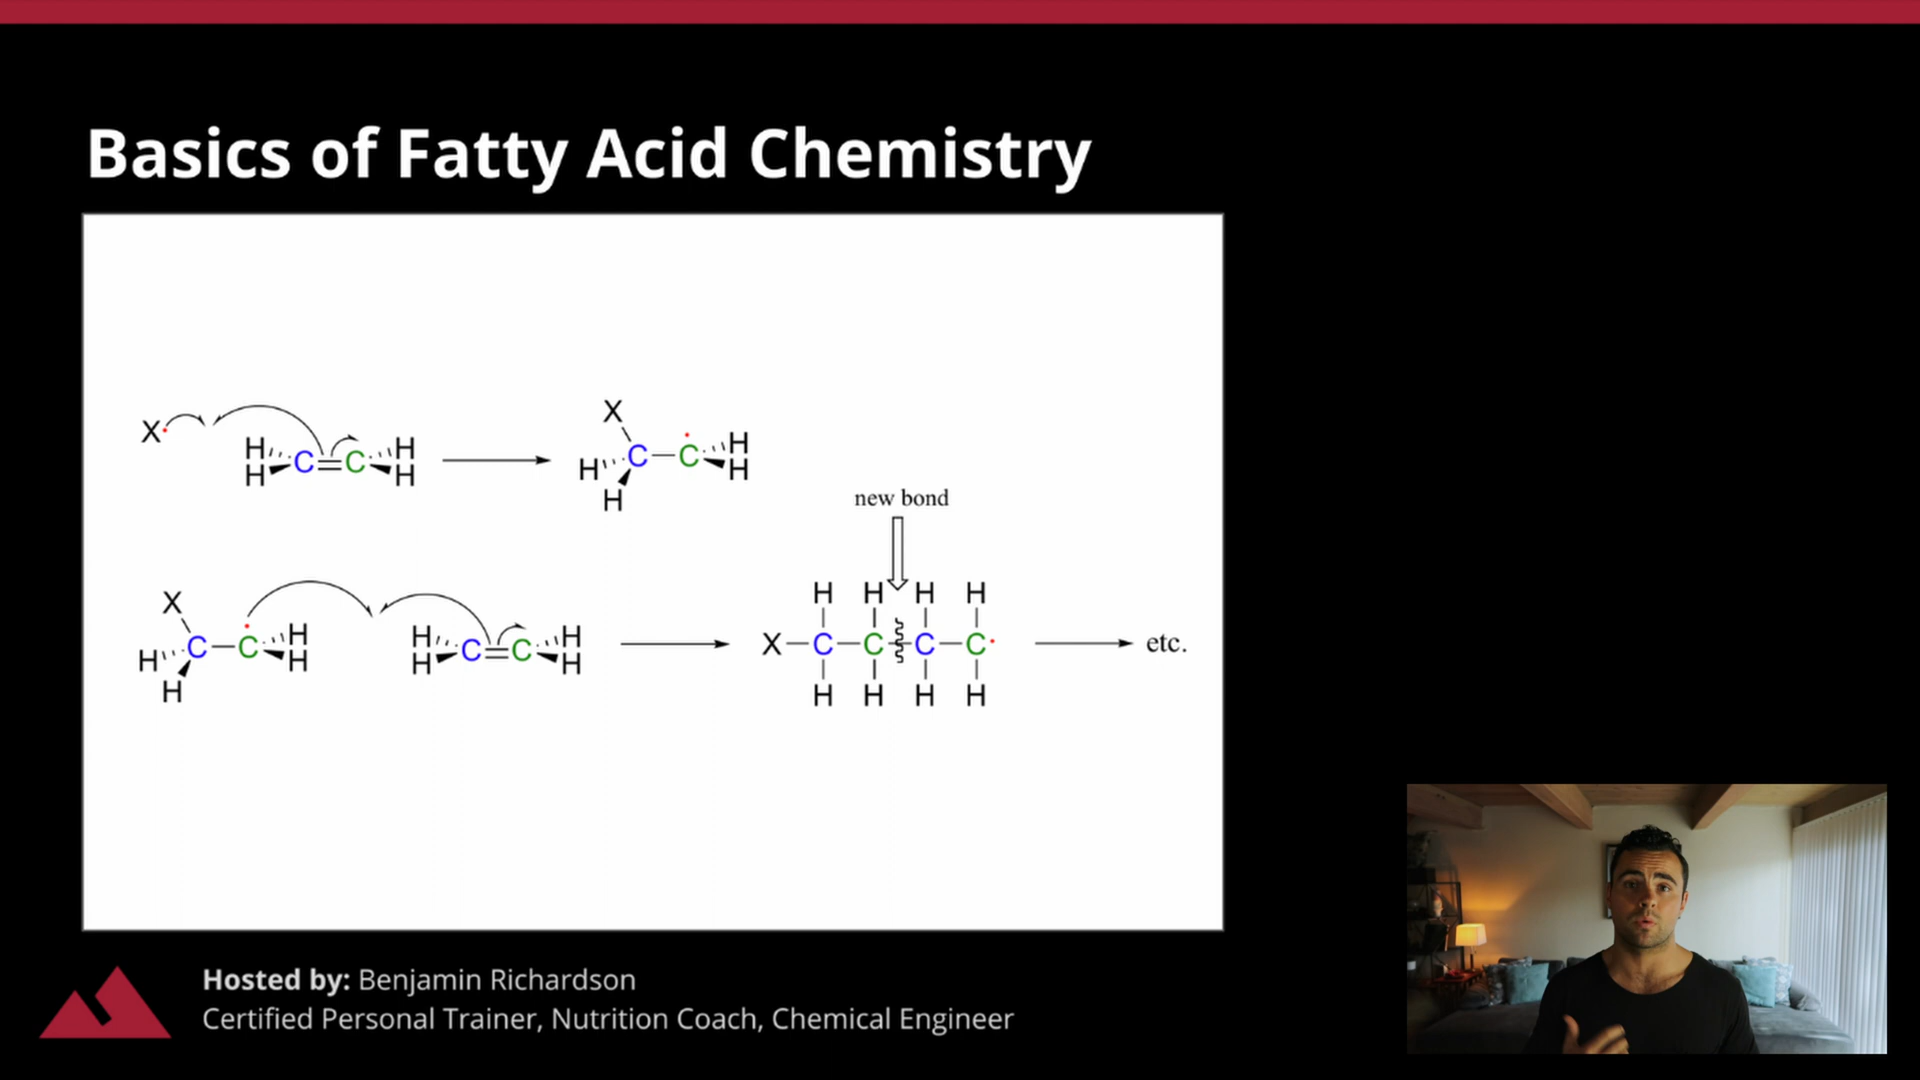 Basics of Fatty Acid Chemistry
X
H H C C H H
H H
X
H C C H H
H
new bond
X
H C C H H
H
H H C C H H
H H
H H H H
X C C C C etc.
H H H H
Hosted by: Benjamin Richardson
Certified Personal Trainer, Nutrition Coach, Chemical Engineer